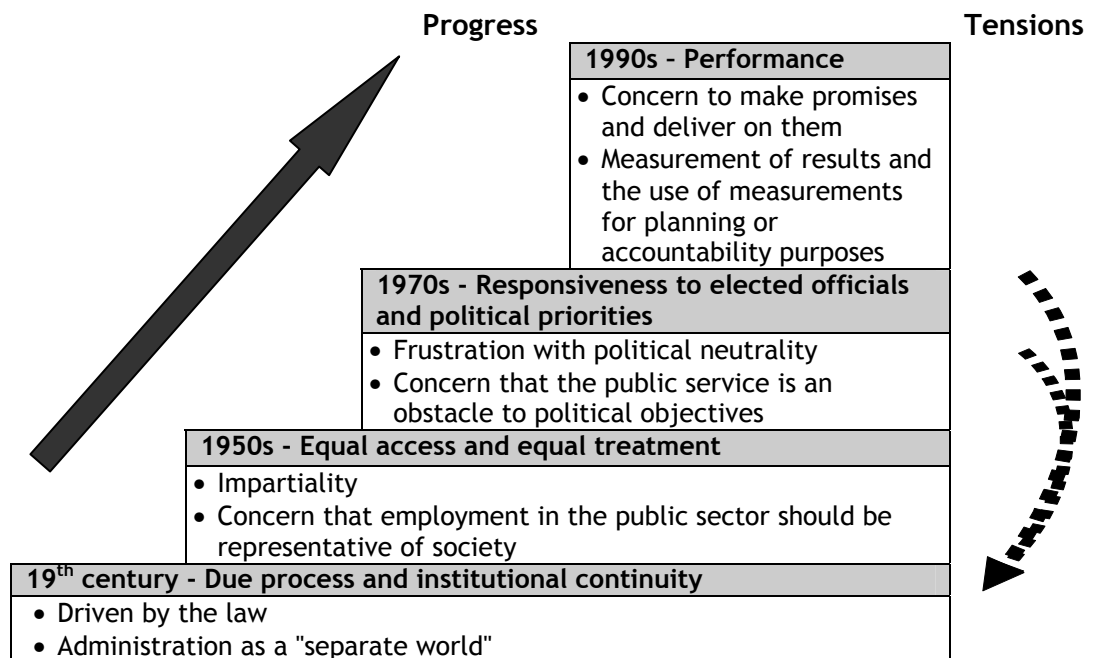 Progress
Tensions
1990s - Performance
• Concern to make promises
and deliver on them
• Measurement of results and
the use of measurements
for planning or
accountability purposes
1970s - Responsiveness to elected officials
and political priorities
• Frustration with political neutrality
• Concern that the public service is an
obstacle to political objectives
1950s - Equal access and equal treatment
• Impartiality
• Concern that employment in the public sector should be
representative of society
19th century - Due process and institutional continuity
• Driven by the law
• Administration as a "separate world"